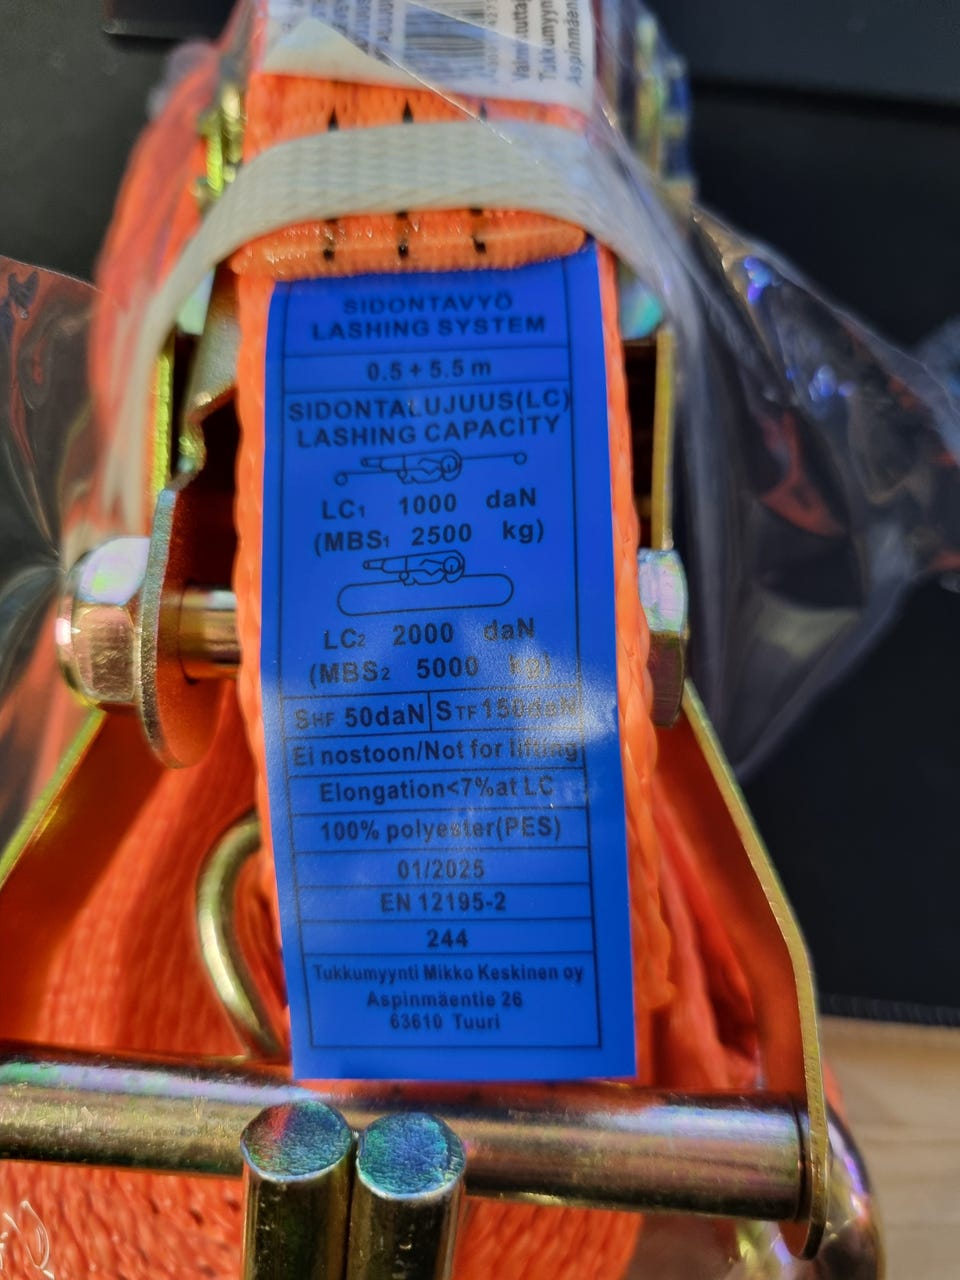 Tukkumyyn
Aspinmäen
SIDONTAVYÖ
LASHING SYSTEM
0.5 + 5.5 m
SIDONTALUJUUS(LC)
LASHING CAPACITY
LC1 1000 daN
(MBS1 2500 kg)
LC2 2000 daN
(MBS2 5000 kg)
SHF 50daN STF 150daN
Ei nostoon/Not for lifting
Elongation<7%at LC
100% polyester(PES)
01/2025
EN 12195-2
244
Tukkumyynti Mikko Keskinen oy
Aspinmäentie 26
63610 Tuuri